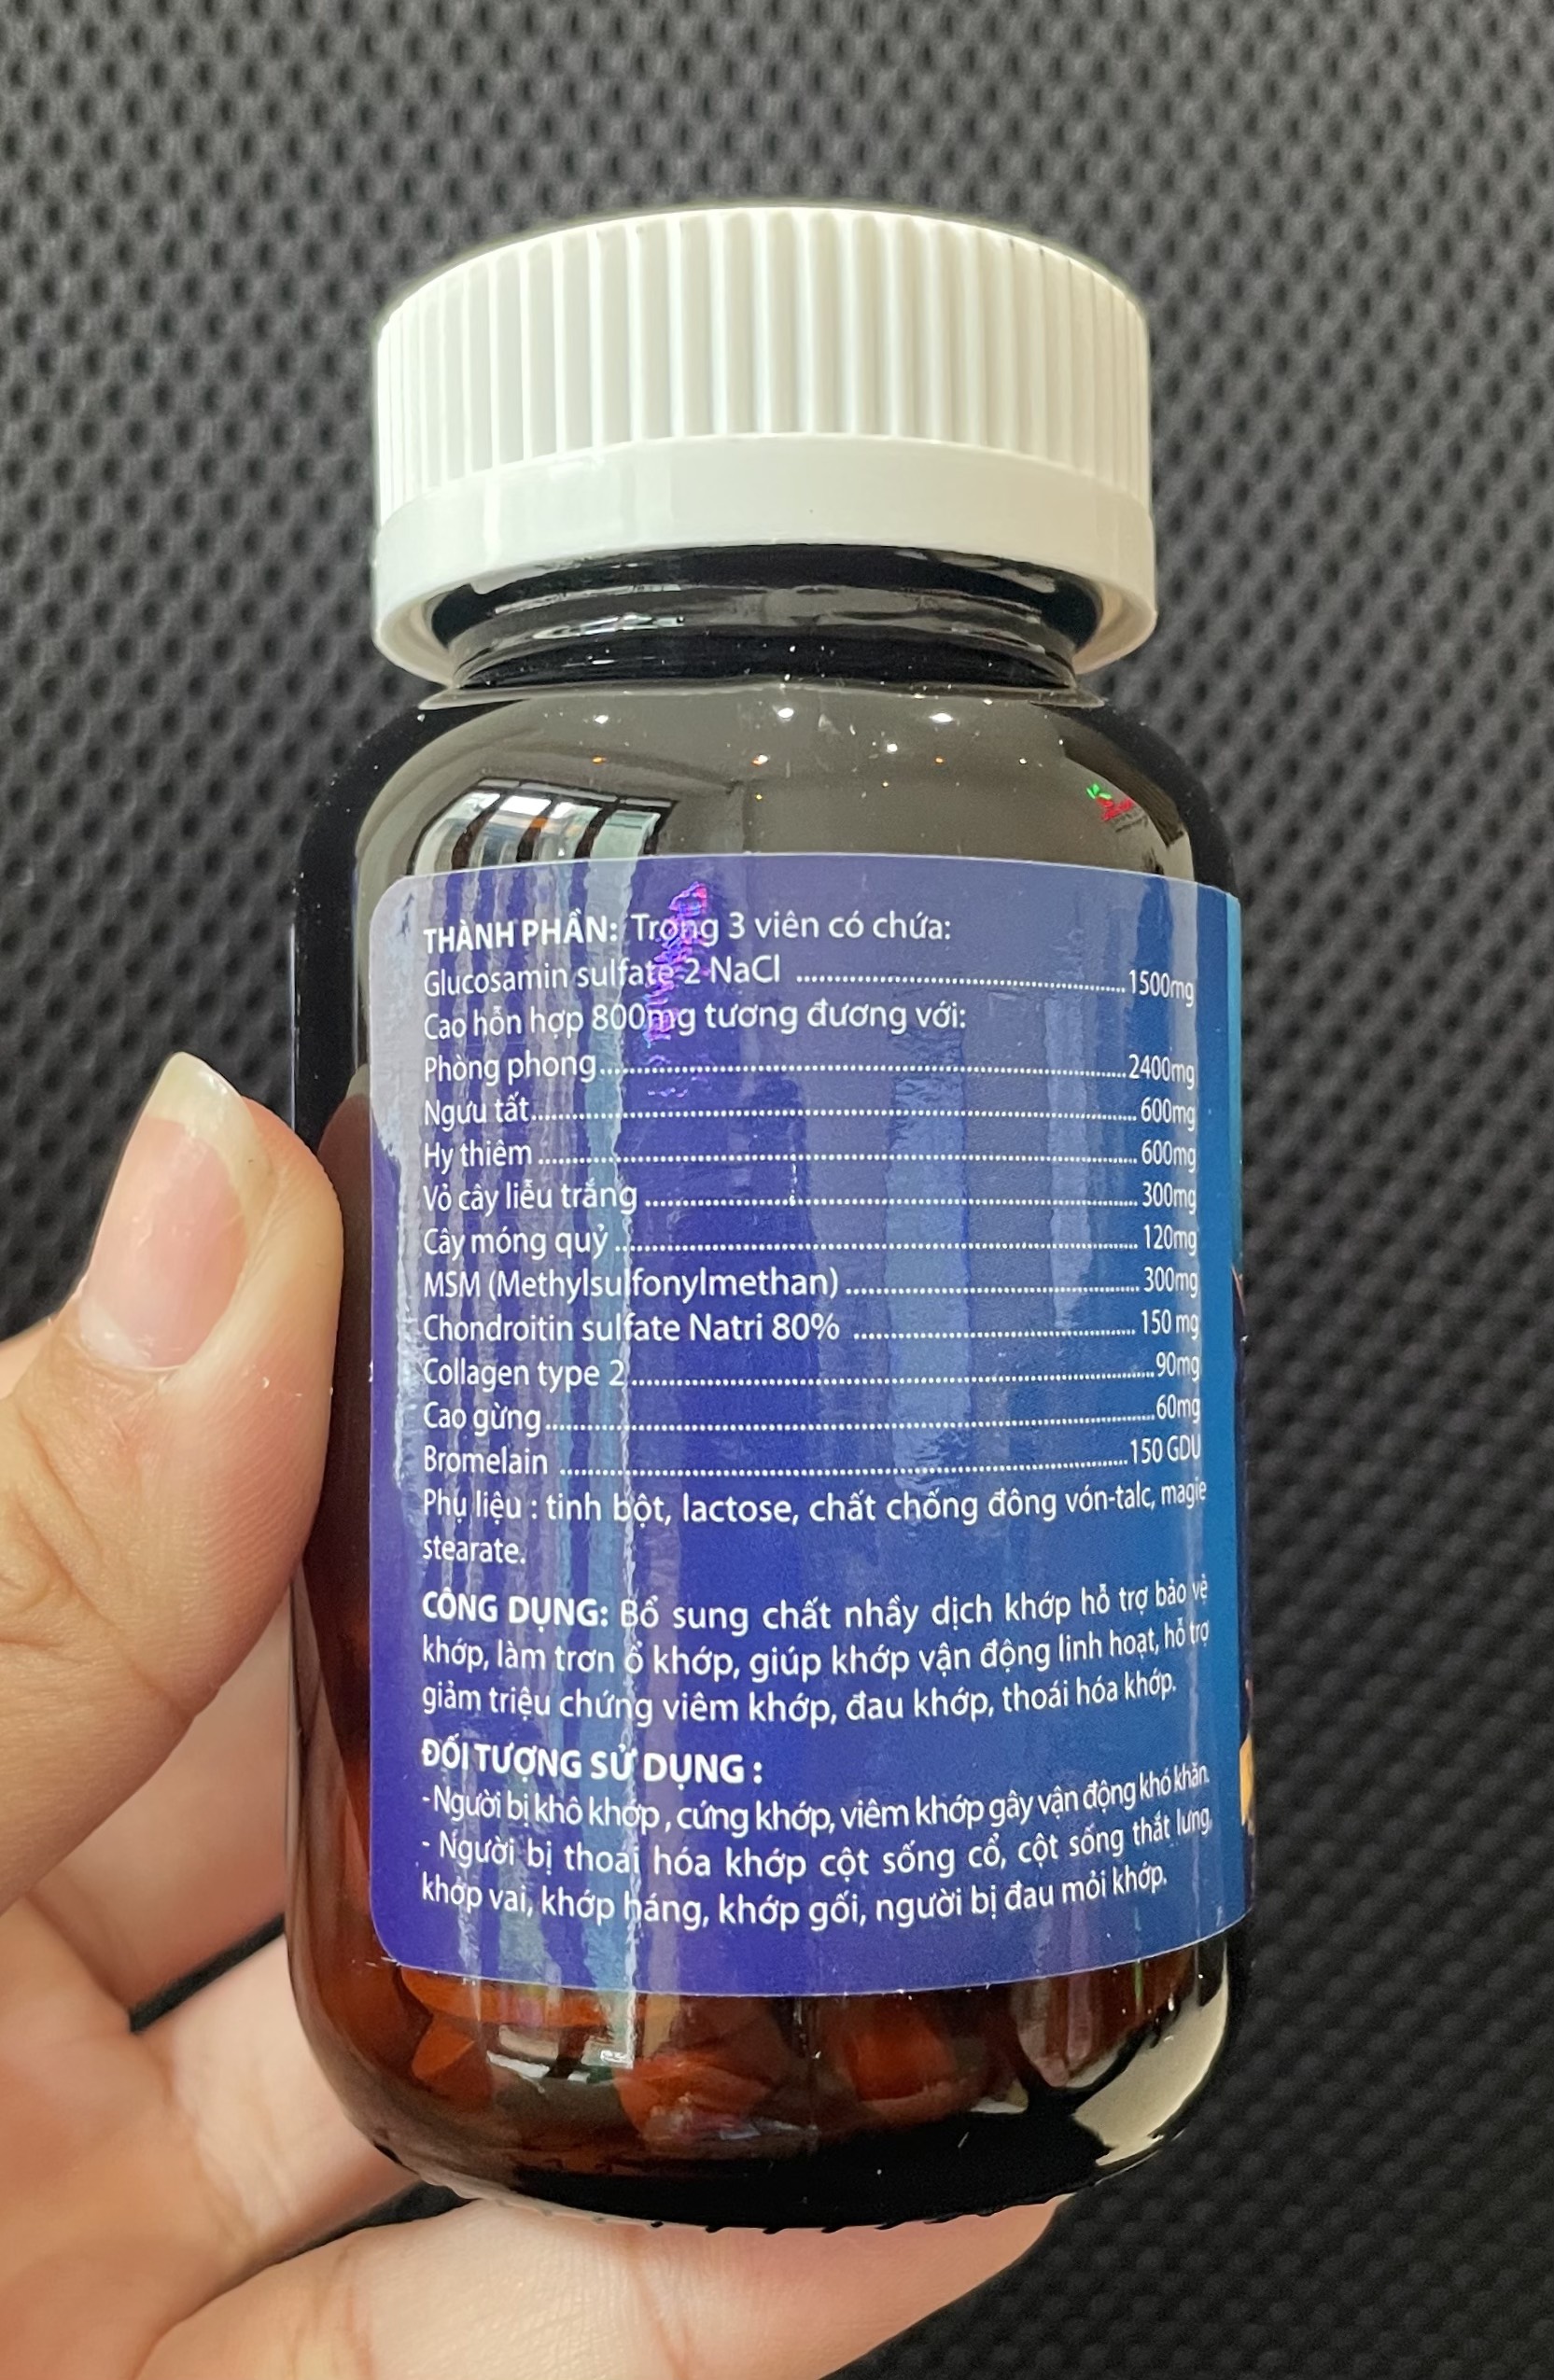 THÀNH PHẦN: Trong 3 viên có chứa:
Glucosamin sulfate 2 NaCl ........ 1500mg
Cao hỗn hợp 800mg tương đương với:
Phòng phong........ 2400mg
Ngưu tất........ 600mg
Hy thiêm ........ 600mg
Vỏ cây liễu trắng ........ 300mg
Cây móng quỷ ........ 120mg
MSM (Methylsulfonylmethan) ........ 300mg
Chondroitin sulfate Natri 80% ........ 150 mg
Collagen type 2........ 90mg
Cao gừng........ 60mg
Bromelain ........ 150 GDU
Phụ liệu : tinh bột, lactose, chất chống đông vón-talc, magie
stearate.
CÔNG DỤNG: Bổ sung chất nhầy dịch khớp hỗ trợ bảo vệ
khớp, làm trơn ổ khớp, giúp khớp vận động linh hoạt, hỗ trợ
giảm triệu chứng viêm khớp, đau khớp, thoái hóa khớp.
ĐỐI TƯỢNG SỬ DỤNG :
- Người bị khô khớp , cứng khớp, viêm khớp gây vận động khó khăn.
- Người bị thoái hóa khớp cột sống cổ, cột sống thắt lưng,
khớp vai, khớp háng, khớp gối, người bị đau mỏi khớp.